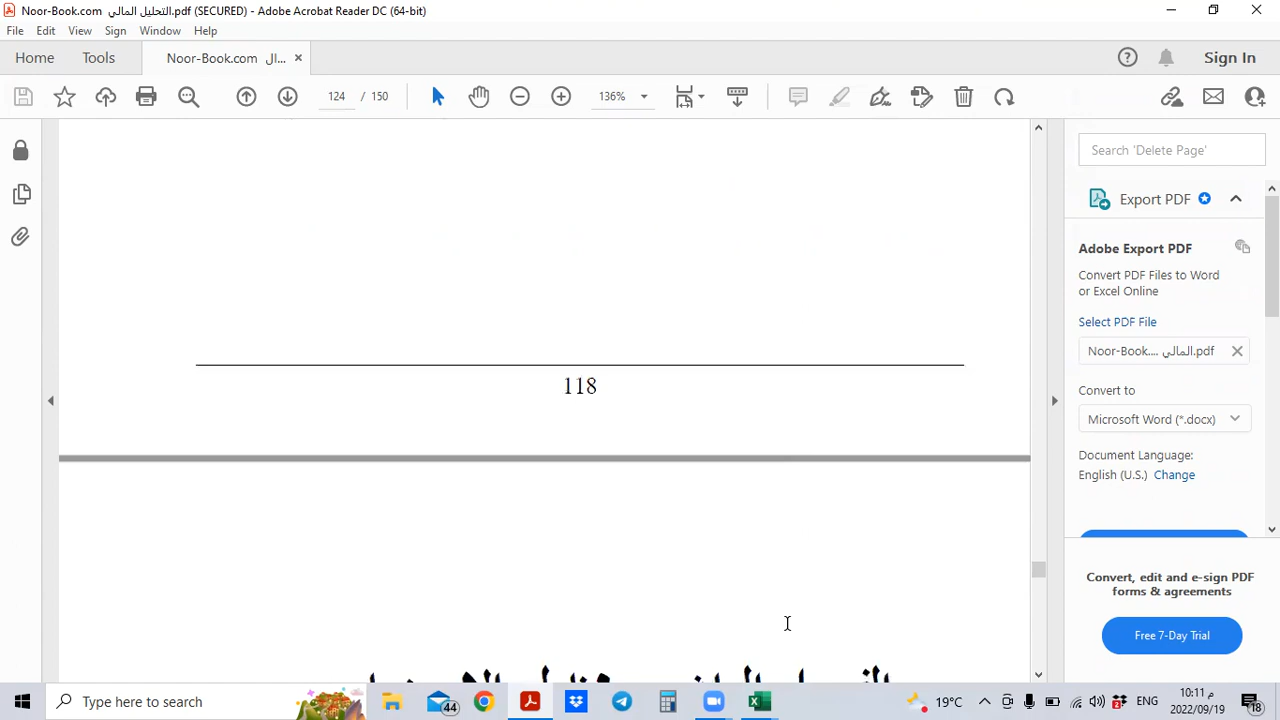 Noor-Book.com التحليل المالي.pdf (SECURED) - Adobe Acrobat Reader DC (64-bit)
File Edit View Sign Window Help
Home Tools Noor-Book.com ال... × Sign In
124 / 150 136%
118
Search 'Delete Page'
Export PDF
Adobe Export PDF
Convert PDF Files to Word
or Excel Online
Select PDF File
Noor-Book.... المالي.pdf
Convert to
Microsoft Word (*.docx)
Document Language:
English (U.S.) Change
Convert, edit and e-sign PDF
forms & agreements
Free 7-Day Trial
Type here to search
44
19°C
ENG
10:11 م
2022/09/19
18